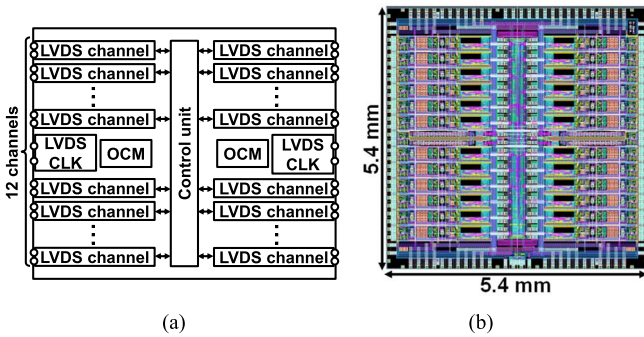 LVDS channel LVDS channel
LVDS channel LVDS channel
LVDS channel LVDS channel
12 channels
LVDS CLK OCM
Control unit
OCM LVDS CLK
LVDS channel LVDS channel
LVDS channel LVDS channel
LVDS channel LVDS channel
5.4 mm
5.4 mm
(a) (b)